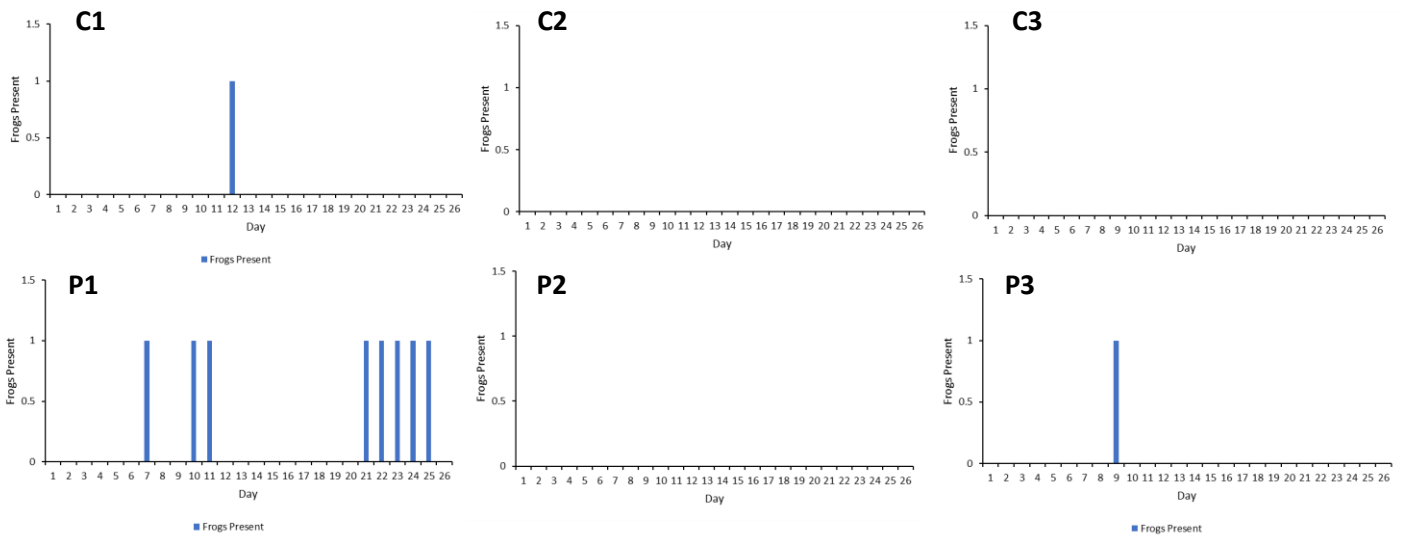 C1
1.5
1
0.5
0
Frogs Present
1 2 3 4 5 6 7 8 9 10 11 12 13 14 15 16 17 18 19 20 21 22 23 24 25 26
Day
Frogs Present
C2
1.5
1
0.5
0
Frogs Present
1 2 3 4 5 6 7 8 9 10 11 12 13 14 15 16 17 18 19 20 21 22 23 24 25 26
Day
C3
1.5
1
0.5
0
Frogs Present
1 2 3 4 5 6 7 8 9 10 11 12 13 14 15 16 17 18 19 20 21 22 23 24 25 26
Day
P1
1.5
1
0.5
0
Frogs Present
1 2 3 4 5 6 7 8 9 10 11 12 13 14 15 16 17 18 19 20 21 22 23 24 25 26
Day
Frogs Present
P2
1.5
1
0.5
0
Frogs Present
1 2 3 4 5 6 7 8 9 10 11 12 13 14 15 16 17 18 19 20 21 22 23 24 25 26
Day
P3
1.5
1
0.5
0
Frogs Present
1 2 3 4 5 6 7 8 9 10 11 12 13 14 15 16 17 18 19 20 21 22 23 24 25 26
Day
Frogs Present